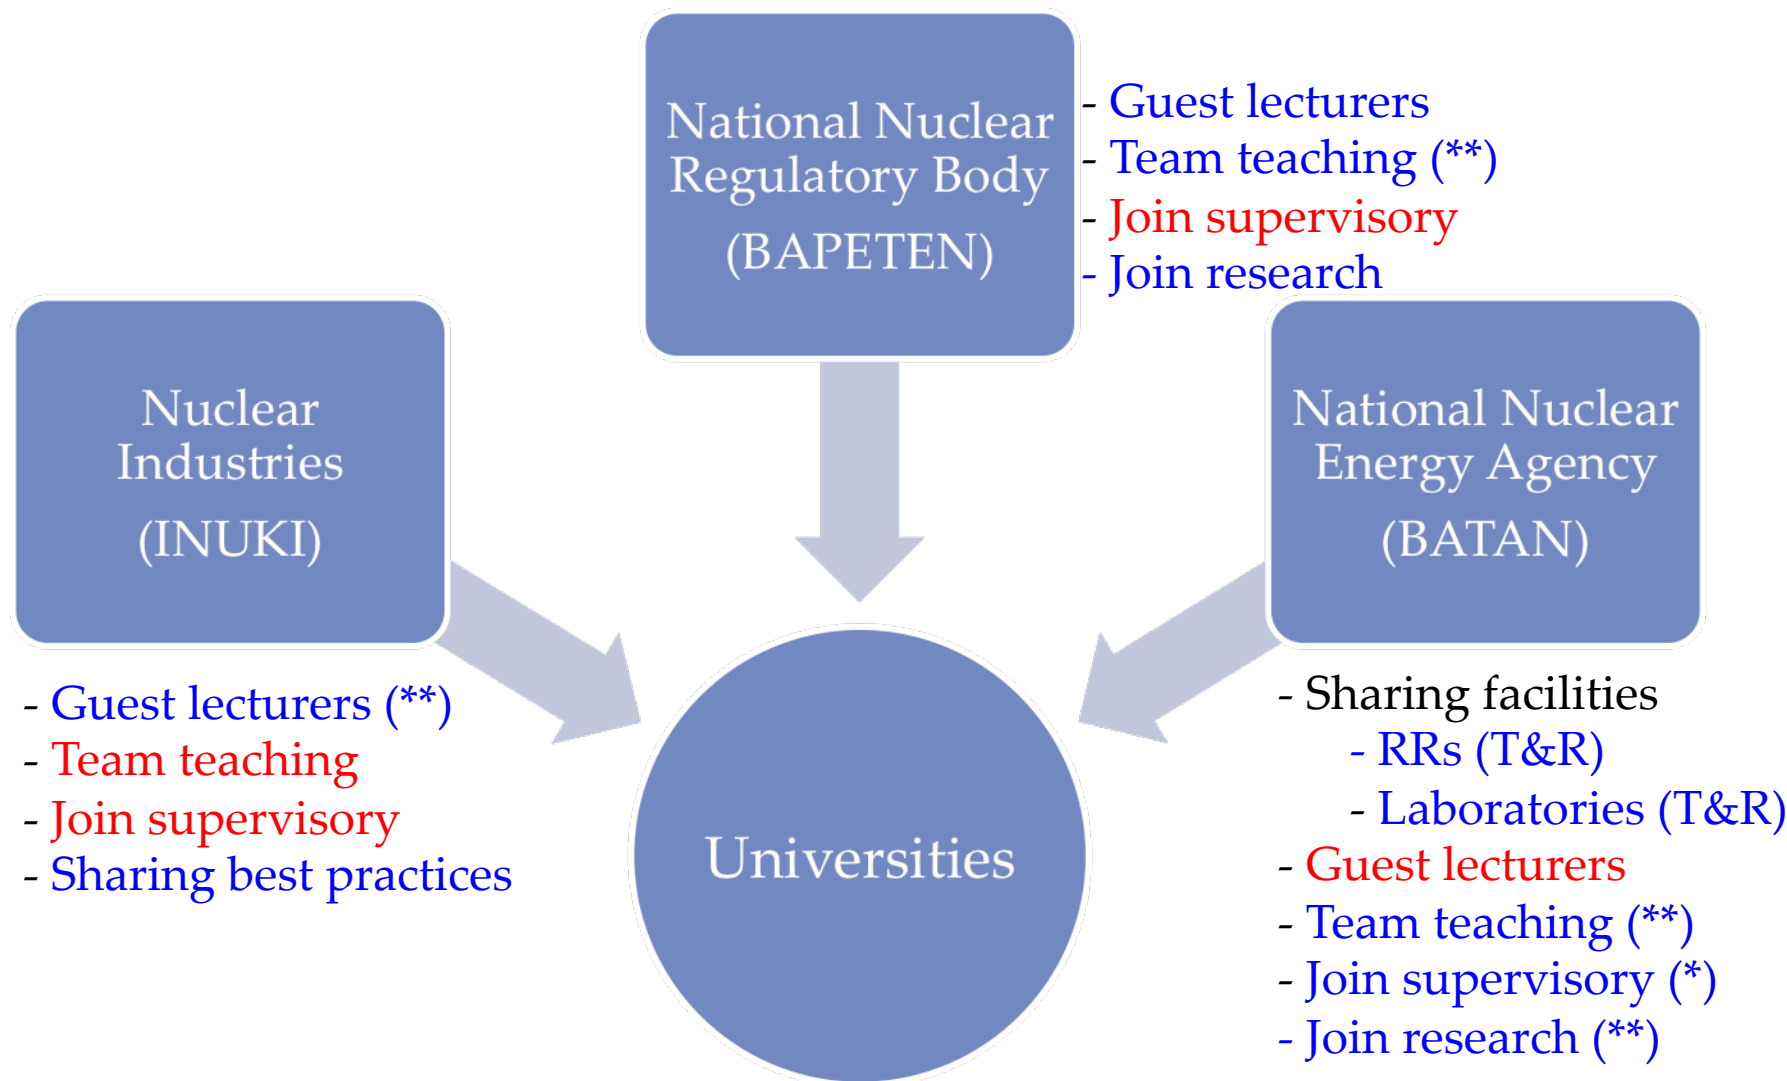 National Nuclear
Regulatory Body
(BAPETEN)
- Guest lecturers
- Team teaching (**)
- Join supervisory
- Join research
Nuclear
Industries
(INUKI)
National Nuclear
Energy Agency
(BATAN)
- Guest lecturers (**)
- Team teaching
- Join supervisory
- Sharing best practices
Universities
- Sharing facilities
- RRs (T&R)
- Laboratories (T&R)
- Guest lecturers
- Team teaching (**)
- Join supervisory (*)
- Join research (**)